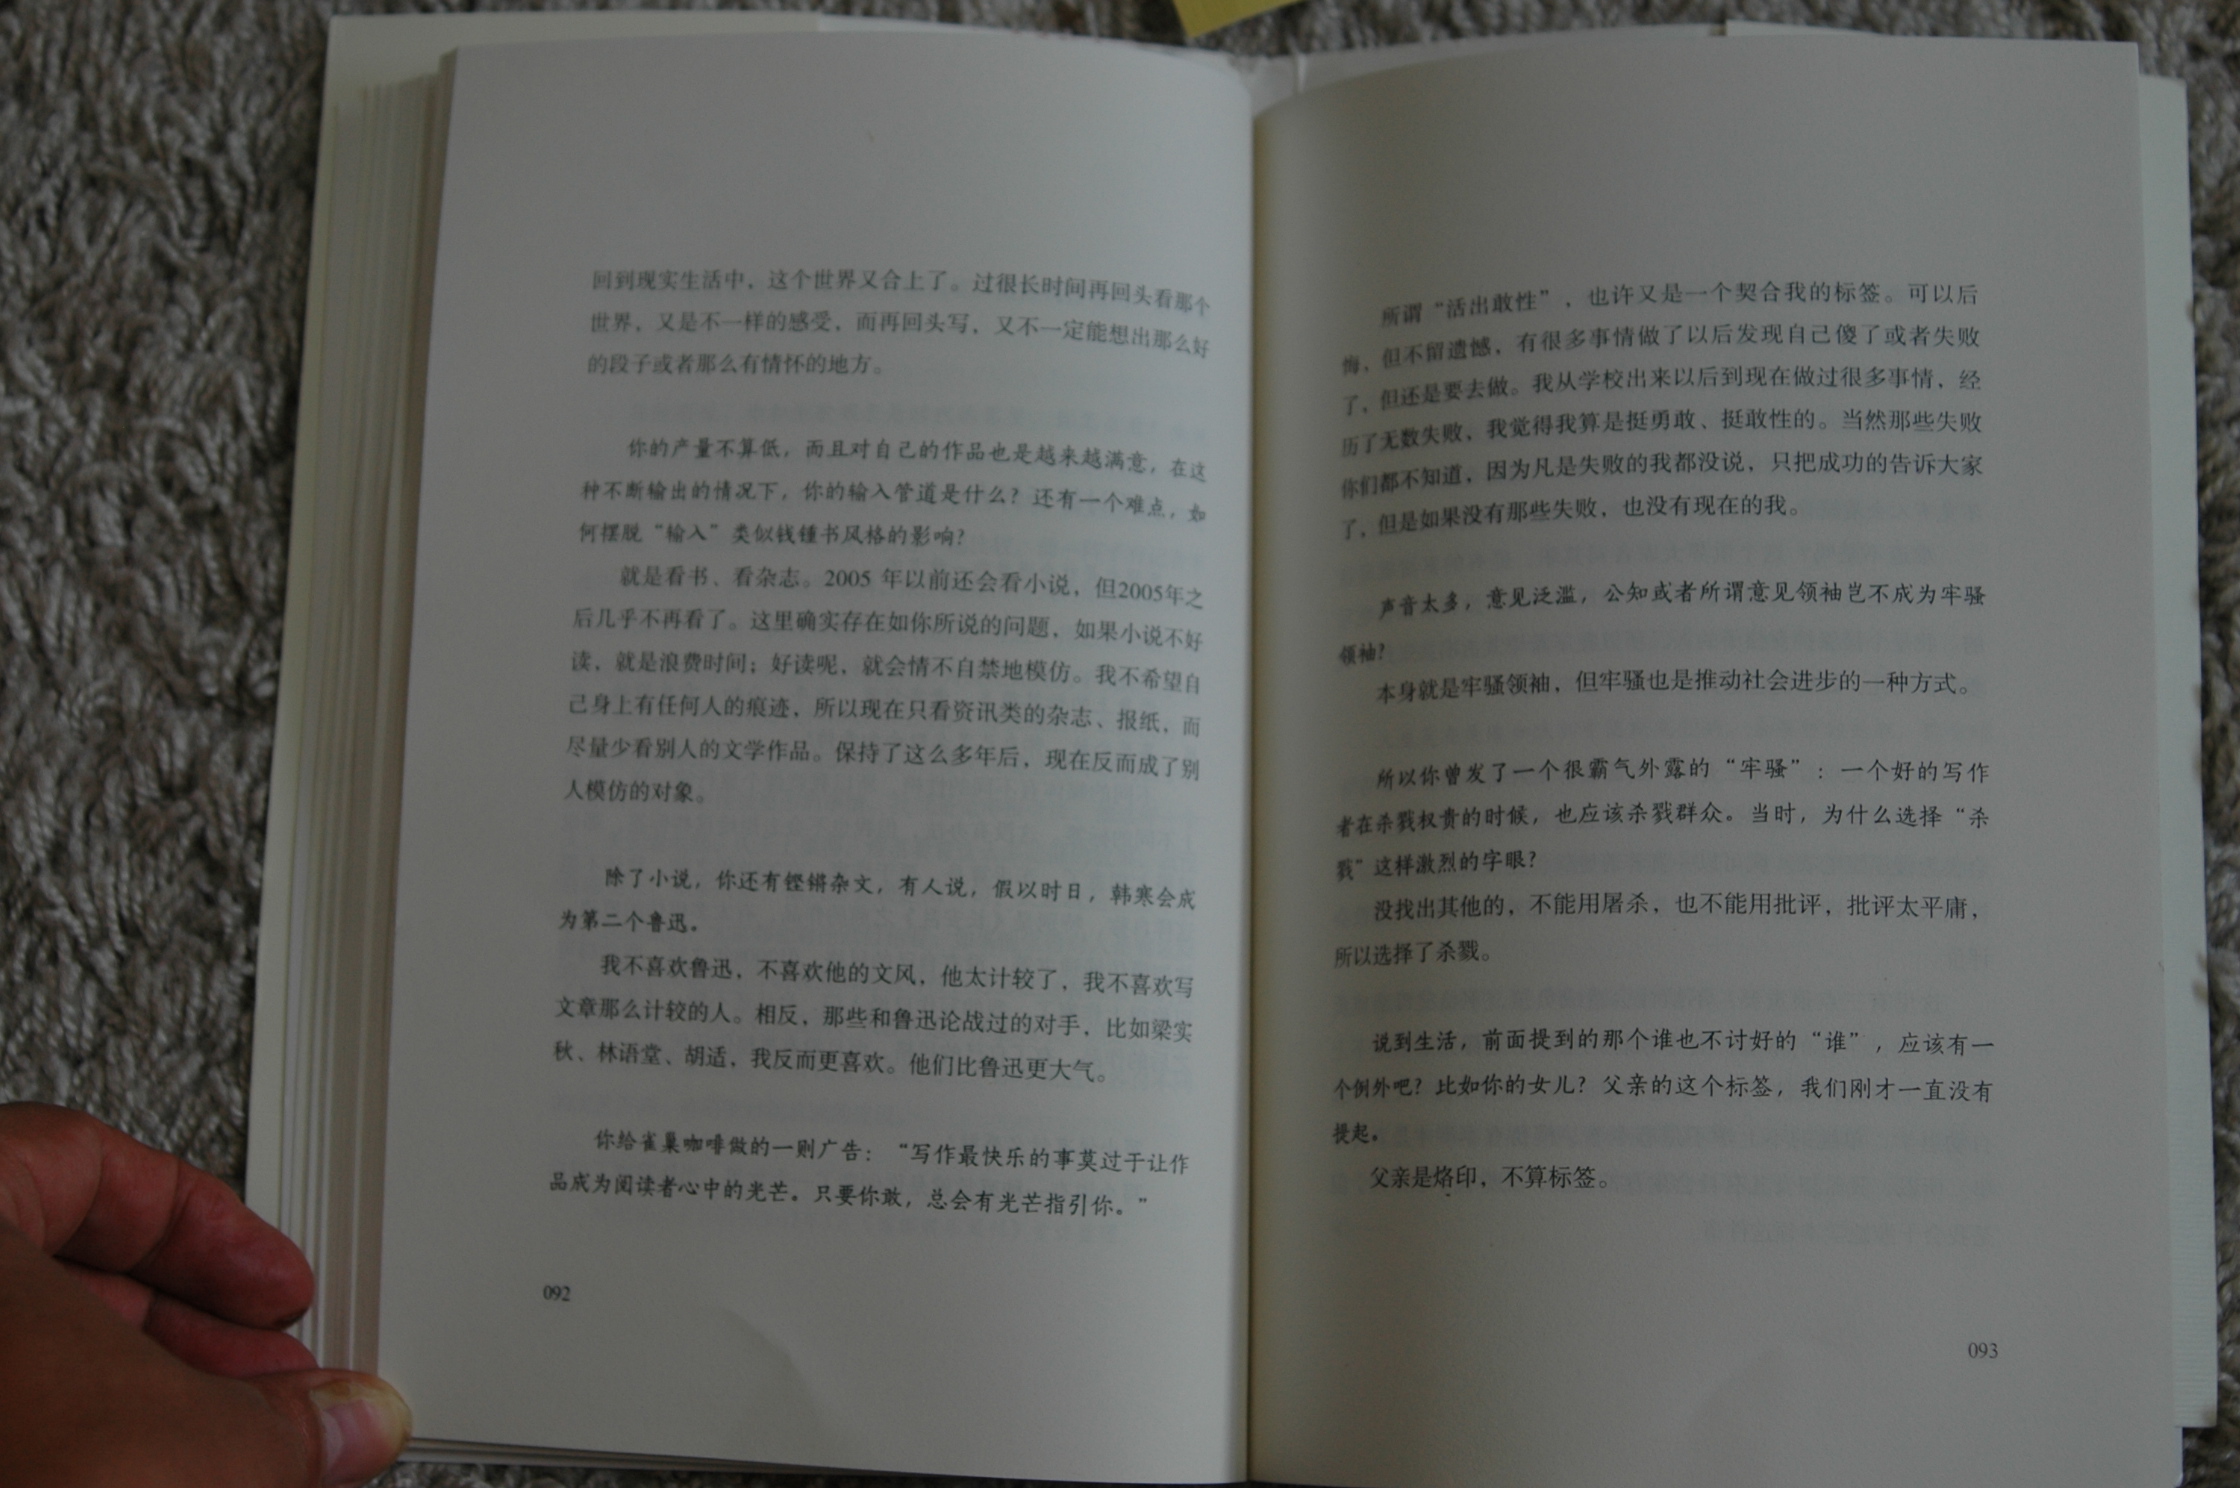 回到现实生活中，这个世界又合上了。过很长时间再回头看那个
世界，又是不一样的感受，而再回头写，又不一定能想出那么好
的段子或者那么有情怀的地方。
你的产量不算低，而且对自己的作品也是越来越满意，在这
种不断输出的情况下，你的输入管道是什么？还有一个难点，如
何摆脱“输入”类似钱锺书风格的影响？
就是看书、看杂志。2005 年以前还会看小说，但2005年之
后几乎不再看了。这里确实存在如你所说的问题，如果小说不好
读，就是浪费时间；好读呢，就会情不自禁地模仿。我不希望自
己身上有任何人的痕迹，所以现在只看资讯类的杂志、报纸，而
尽量少看别人的文学作品。保持了这么多年后，现在反而成了别
人模仿的对象。
除了小说，你还有铿锵杂文，有人说，假以时日，韩寒会成
为第二个鲁迅。
我不喜欢鲁迅，不喜欢他的文风，他太计较了，我不喜欢写
文章那么计较的人。相反，那些和鲁迅论战过的对手，比如梁实
秋、林语堂、胡适，我反而更喜欢。他们比鲁迅更大气。
你给雀巢咖啡做的一则广告：“写作最快乐的事莫过于让作
品成为阅读者心中的光芒。只要你敢，总会有光芒指引你。”
092
所谓“活出敢性”，也许又是一个契合我的标签。可以后
悔，但不留遗憾，有很多事情做了以后发现自己傻了或者失败
了，但还是要去做。我从学校出来以后到现在做过很多事情，经
历了无数失败，我觉得我算是挺勇敢、挺敢性的。当然那些失败
你们都不知道，因为凡是失败的我都没说，只把成功的告诉大家
了，但是如果没有那些失败，也没有现在的我。
声音太多，意见泛滥，公知或者所谓意见领袖岂不成为牢骚
领袖？
本身就是牢骚领袖，但牢骚也是推动社会进步的一种方式。
所以你曾发了一个很霸气外露的“牢骚”：一个好的写作
者在杀戮权贵的时候，也应该杀戮群众。当时，为什么选择“杀
戮”这样激烈的字眼？
没找出其他的，不能用屠杀，也不能用批评，批评太平庸，
所以选择了杀戮。
说到生活，前面提到的那个谁也不讨好的“谁”，应该有一
个例外吧？比如你的女儿？父亲的这个标签，我们刚才一直没有
提起。
父亲是烙印，不算标签。
093